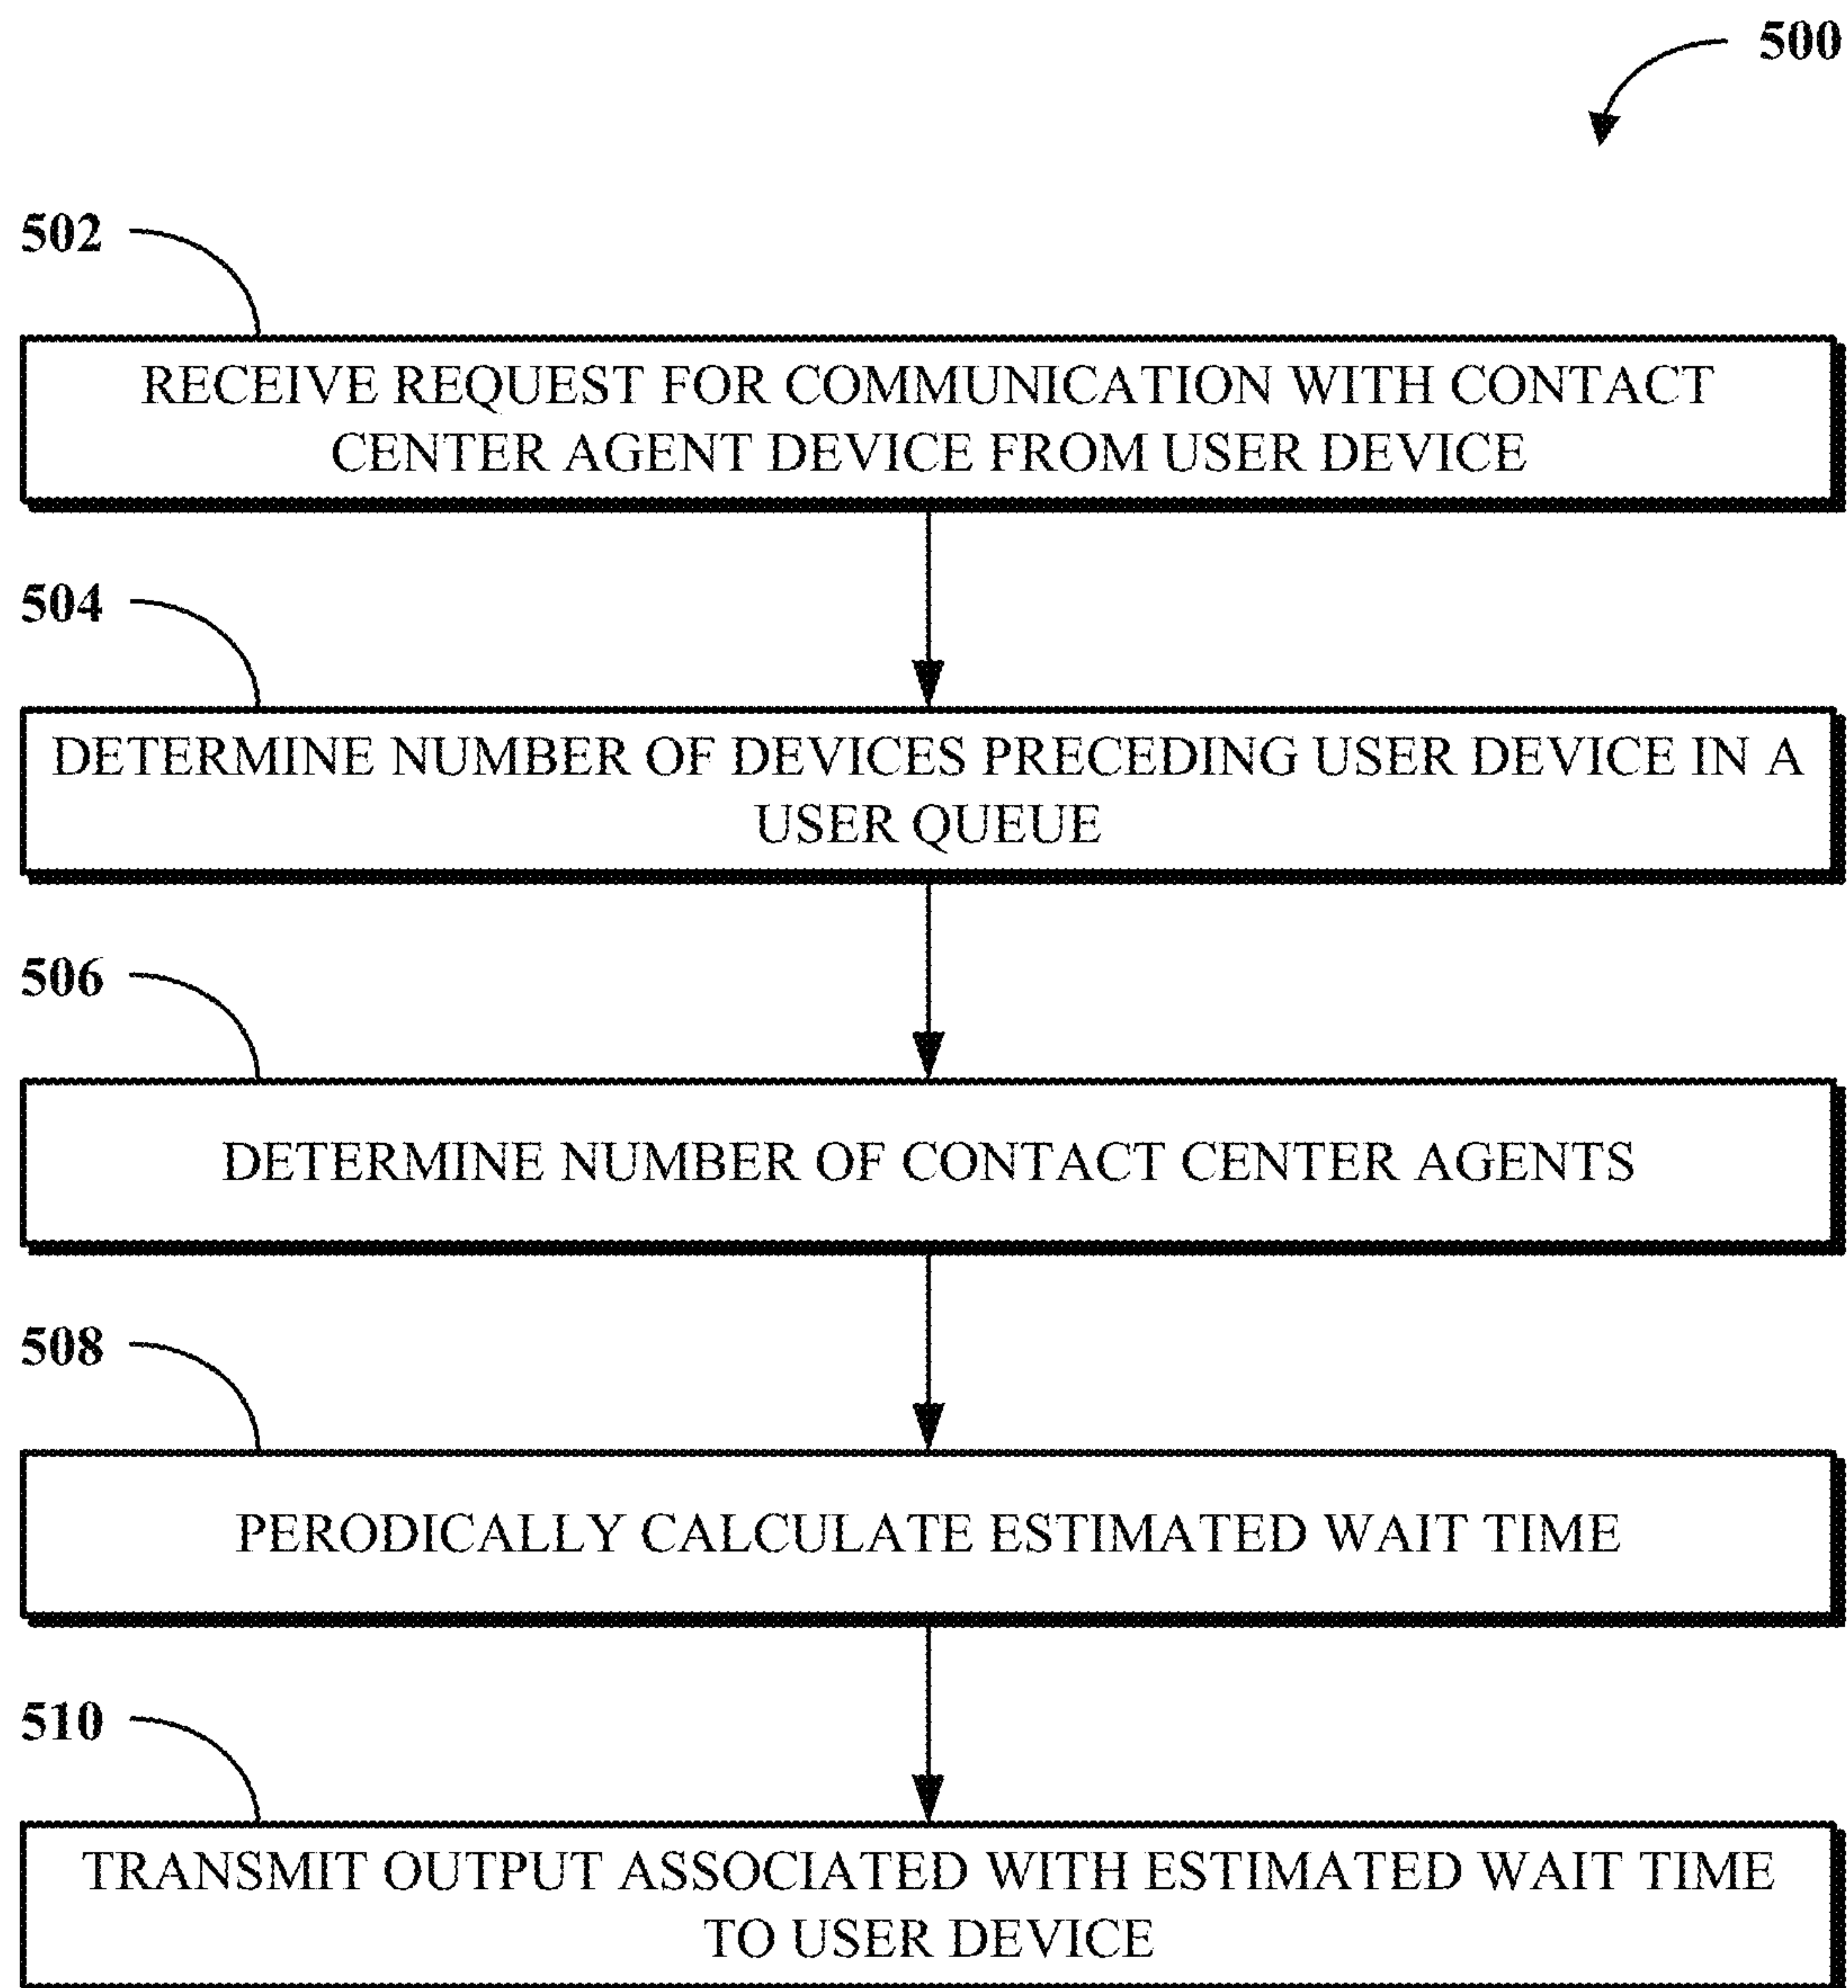 500
502
RECEIVE REQUEST FOR COMMUNICATION WITH CONTACT
CENTER AGENT DEVICE FROM USER DEVICE
504
DETERMINE NUMBER OF DEVICES PRECEDING USER DEVICE IN A
USER QUEUE
506
DETERMINE NUMBER OF CONTACT CENTER AGENTS
508
PERODICALLY CALCULATE ESTIMATED WAIT TIME
510
TRANSMIT OUTPUT ASSOCIATED WITH ESTIMATED WAIT TIME
TO USER DEVICE